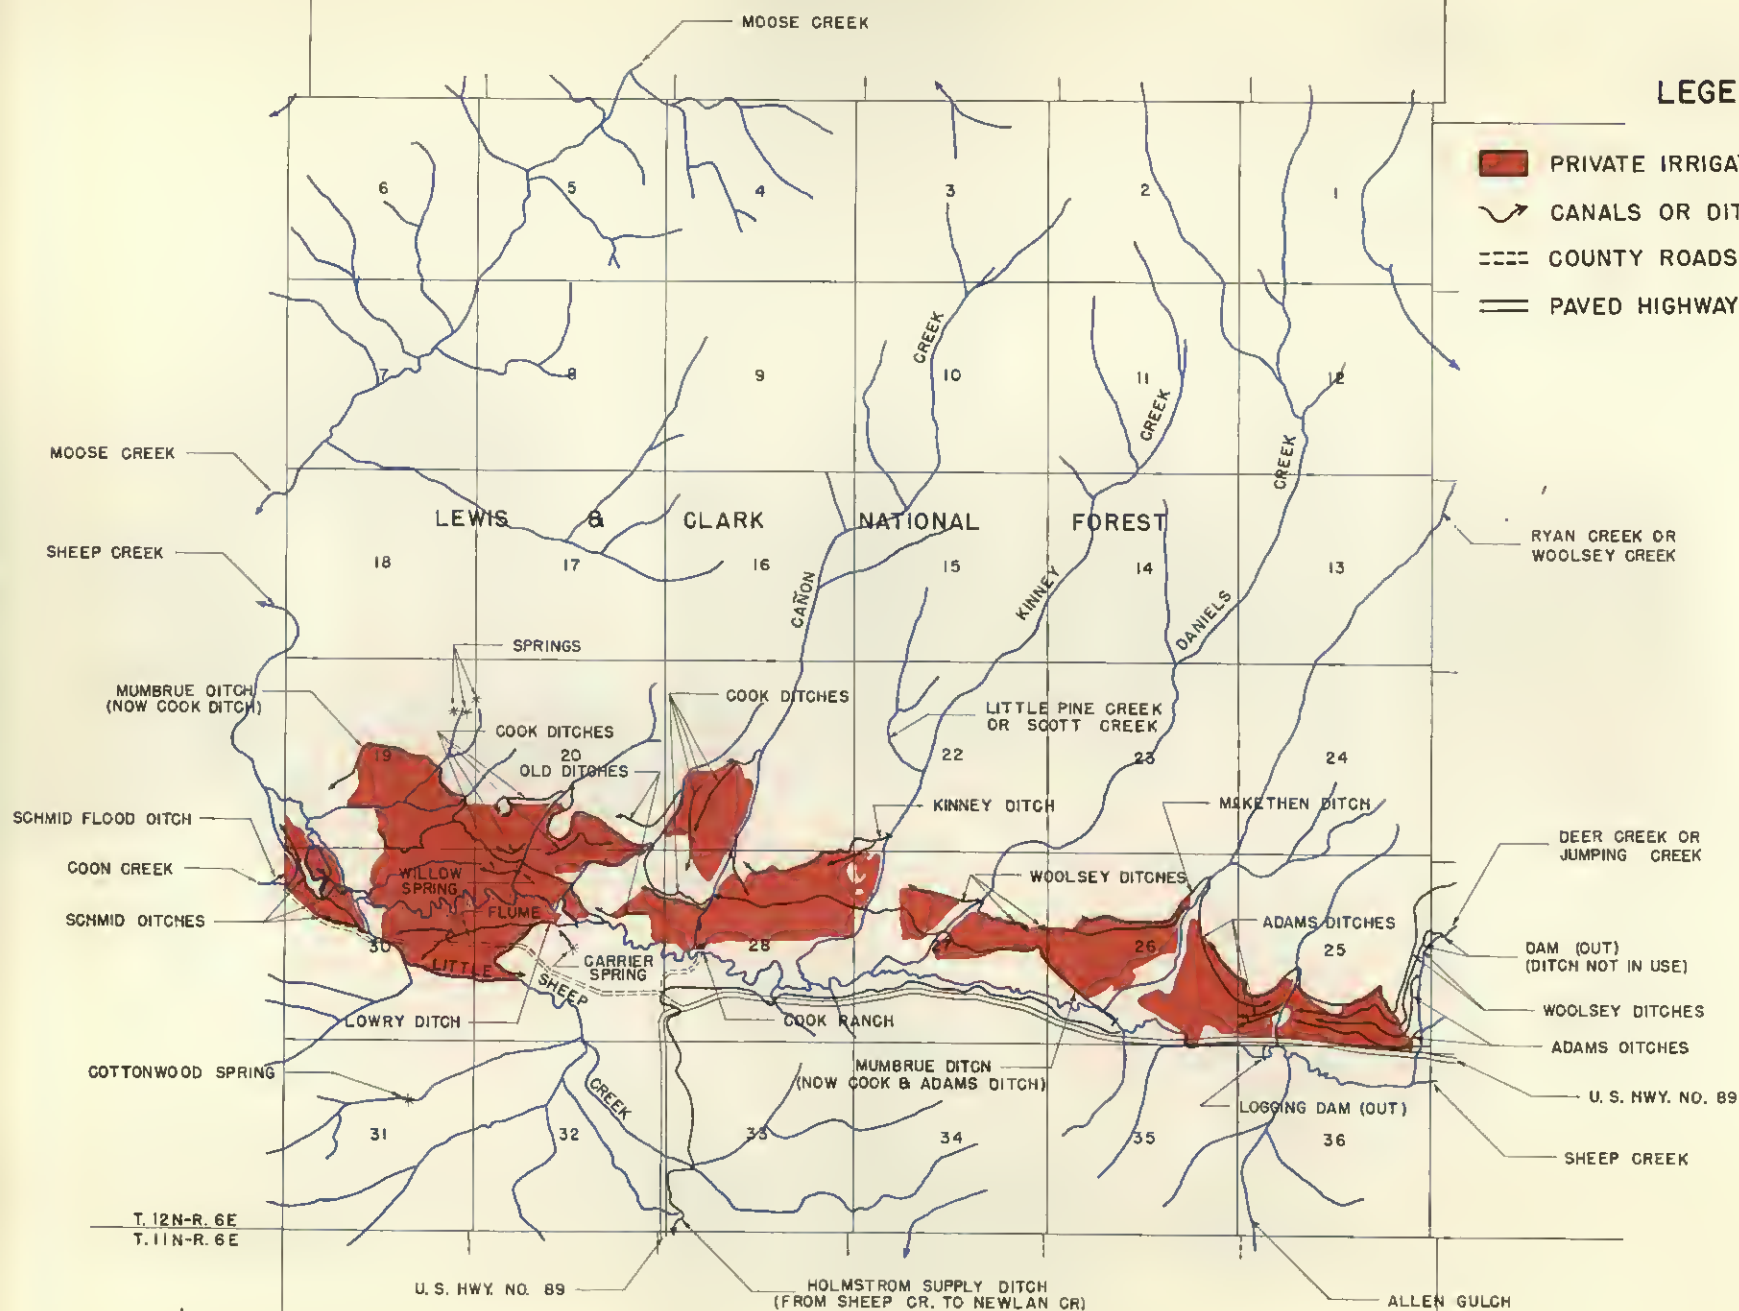 MOOSE CREEK
LEGE
PRIVATE IRRIGAT
CANALS OR DIT
COUNTY ROADS
PAVED HIGHWAY
6
5
4
3
2
1
7
8
9
CREEK
10
11
CREEK
12
CREEK
MOOSE CREEK
LEWIS & CLARK NATIONAL FOREST
SHEEP CREEK
18
17
16
15
14
13
RYAN CREEK OR
WOOLSEY CREEK
CAÑON
KINNEY
DANIELS
SPRINGS
MUMBRUE DITCH
(NOW COOK DITCH)
COOK DITCHES
COOK DITCHES
LITTLE PINE CREEK
OR SCOTT CREEK
19
20
OLD DITCHES
22
23
24
SCHMID FLOOD DITCH
KINNEY DITCH
McKETHEN DITCH
DEER CREEK OR
JUMPING CREEK
COON CREEK
WILLOW
SPRING
WOOLSEY DITCHES
SCHMID DITCHES
FLUME
ADAMS DITCHES
30
28
27
26
25
DAM (OUT)
(DITCH NOT IN USE)
LITTLE
CARRIER
SPRING
SHEEP
LOWRY DITCH
COOK RANCH
WOOLSEY DITCHES
ADAMS DITCHES
COTTONWOOD SPRING
MUMBRUE DITCH
(NOW COOK & ADAMS DITCH)
CREEK
LOGGING DAM (OUT)
U. S. HWY. NO. 89
31
32
33
34
35
36
SHEEP CREEK
T. 12N-R. 6E
T. 11N-R. 6E
U. S. HWY. NO. 89
HOLMSTROM SUPPLY DITCH
(FROM SHEEP CR. TO NEWLAN CR)
ALLEN GULCH